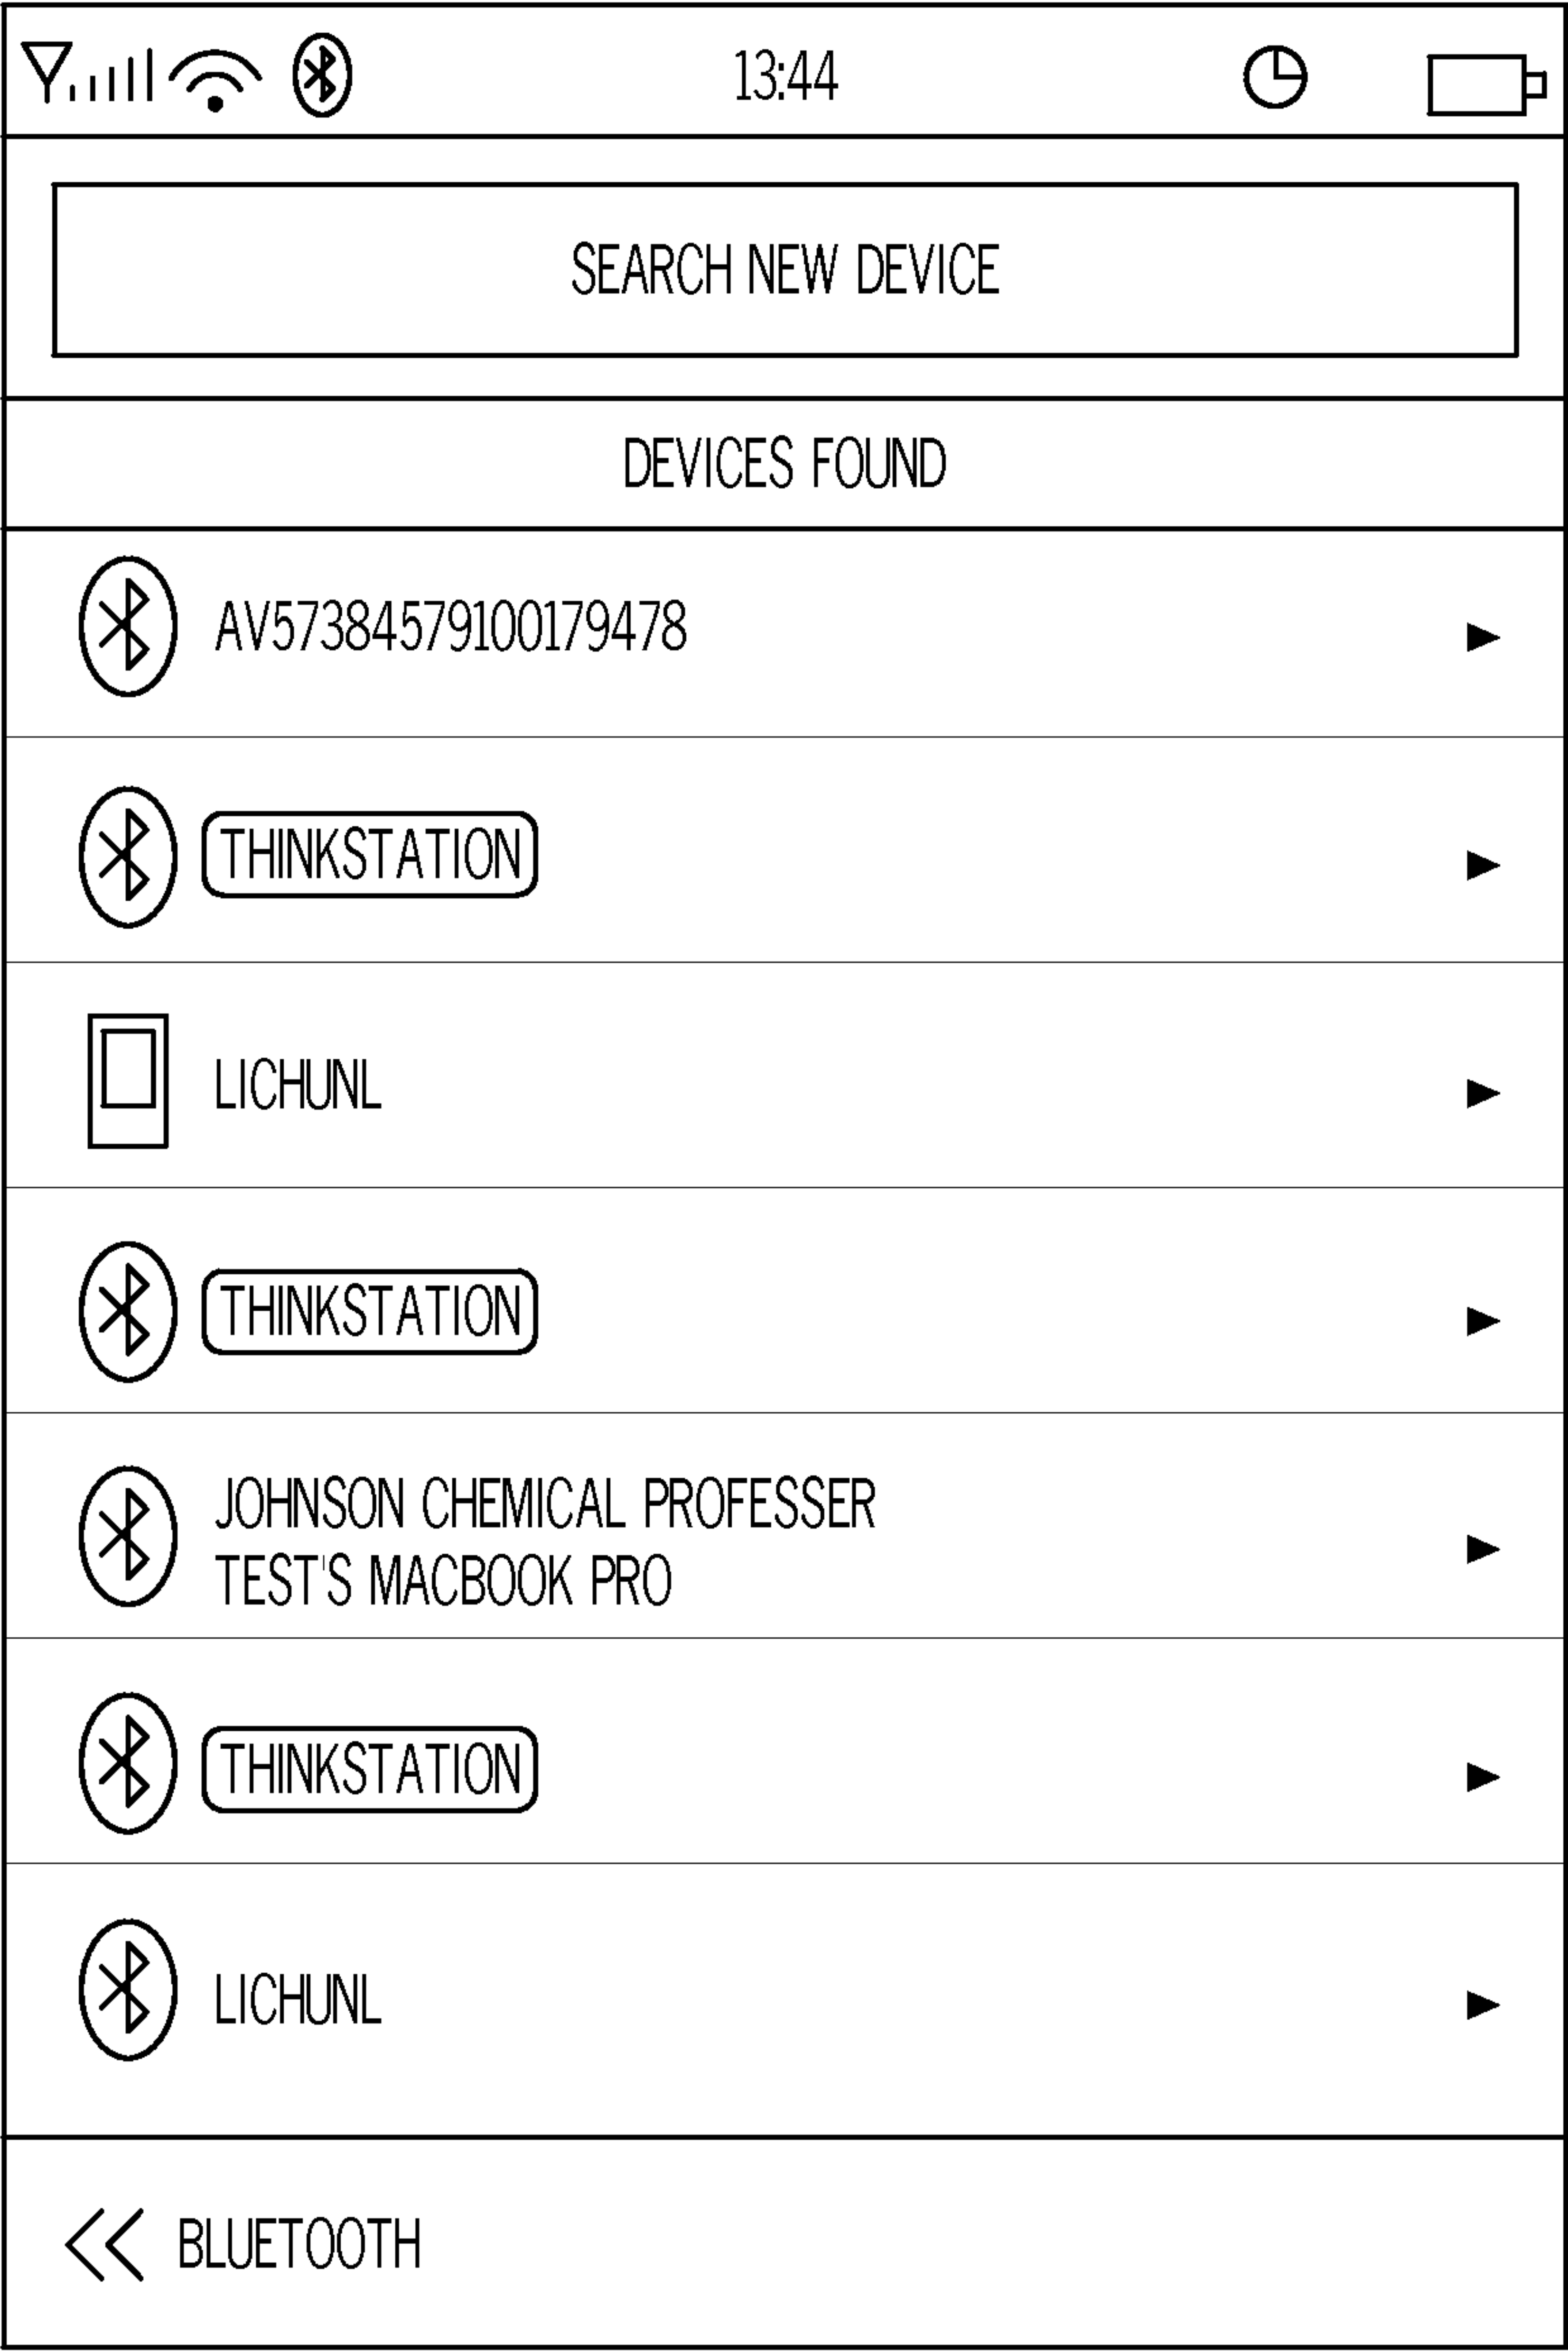 13:44
SEARCH NEW DEVICE
DEVICES FOUND
AV57384579100179478
THINKSTATION
LICHUNL
THINKSTATION
JOHNSON CHEMICAL PROFESSER
TEST'S MACBOOK PRO
THINKSTATION
LICHUNL
BLUETOOTH